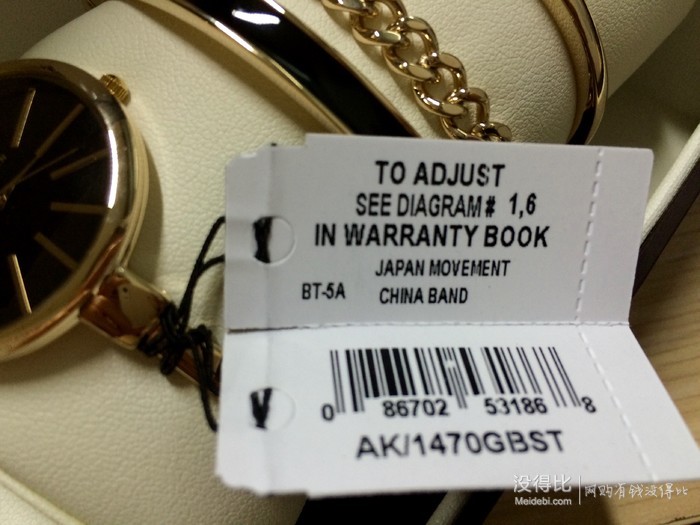 TO ADJUST
SEE DIAGRAM# 1,6
IN WARRANTY BOOK
JAPAN MOVEMENT
BT-5A CHINA BAND
0 86702 53186 8
AK/1470GBST
没得比 网购有钱没得比
Meidebi.com